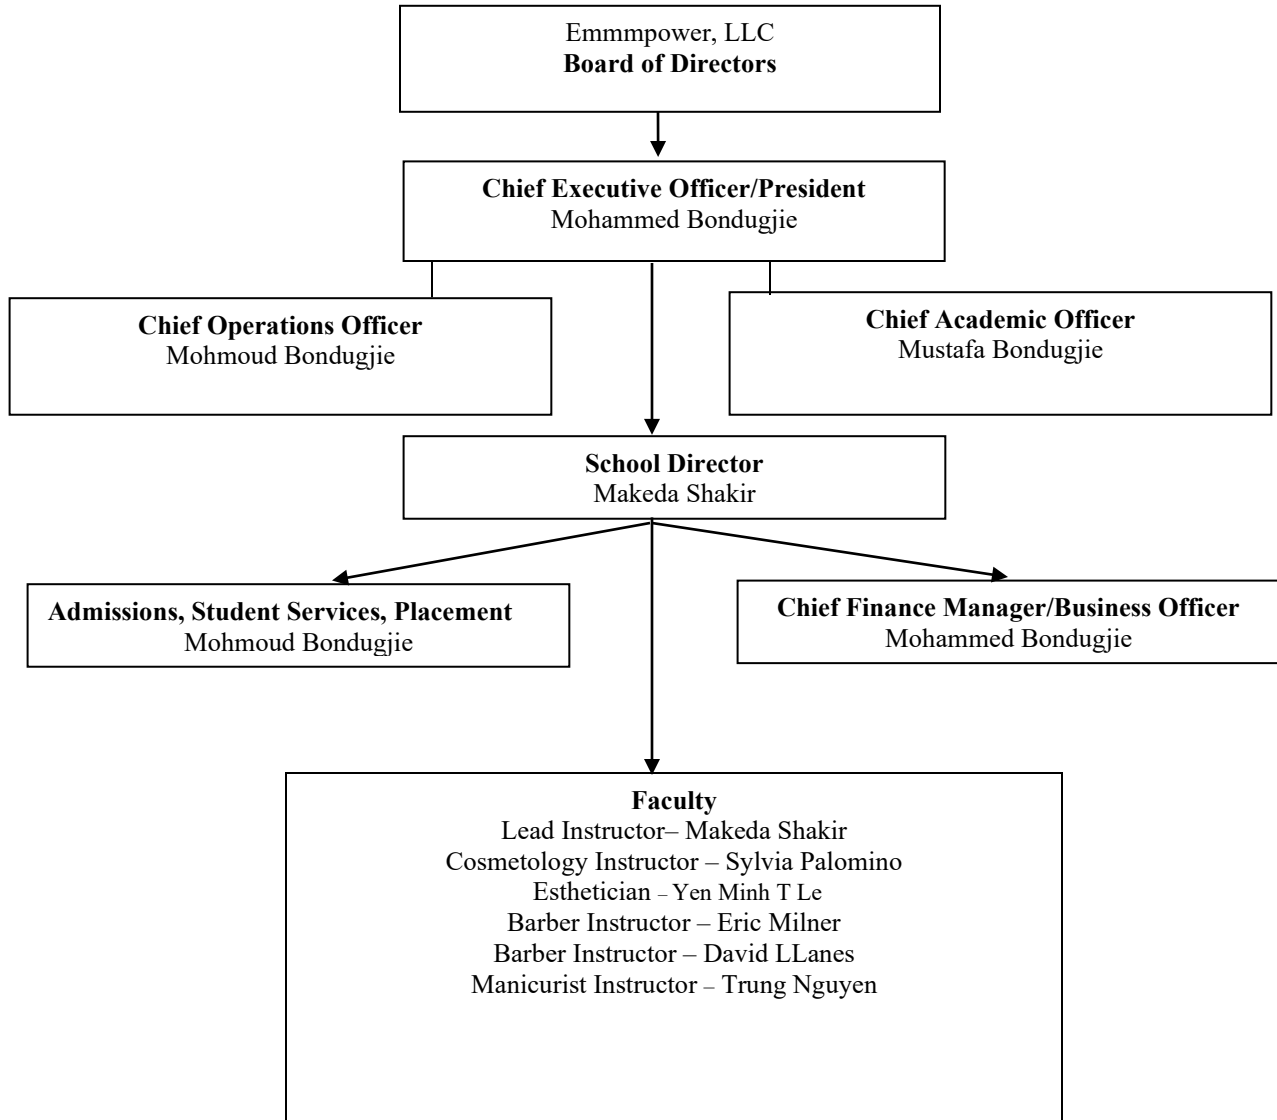 Emmmpower, LLC
Board of Directors
Chief Executive Officer/President
Mohammed Bondugjie
Chief Operations Officer
Mohmoud Bondugjie
Chief Academic Officer
Mustafa Bondugjie
School Director
Makeda Shakir
Admissions, Student Services, Placement
Mohmoud Bondugjie
Chief Finance Manager/Business Officer
Mohammed Bondugjie
Faculty
Lead Instructor– Makeda Shakir
Cosmetology Instructor – Sylvia Palomino
Esthetician – Yen Minh T Le
Barber Instructor – Eric Milner
Barber Instructor – David LLanes
Manicurist Instructor – Trung Nguyen